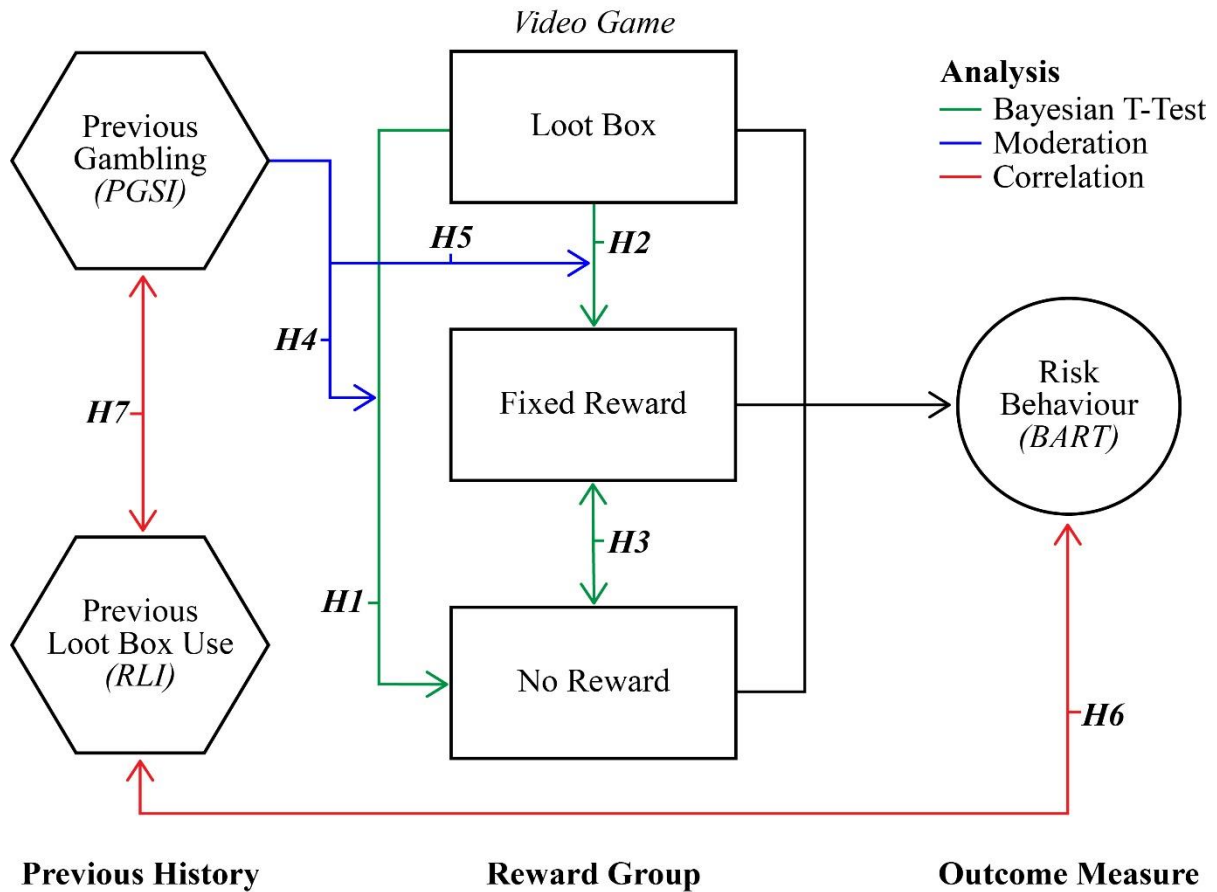 Video Game
Previous
Gambling
(PGSI)
Loot Box
Analysis
Bayesian T-Test
Moderation
Correlation
H5
H2
H4
H7
Fixed Reward
Risk
Behaviour
(BART)
H3
H1
Previous
Loot Box Use
(RLI)
No Reward
H6
Previous History
Reward Group
Outcome Measure